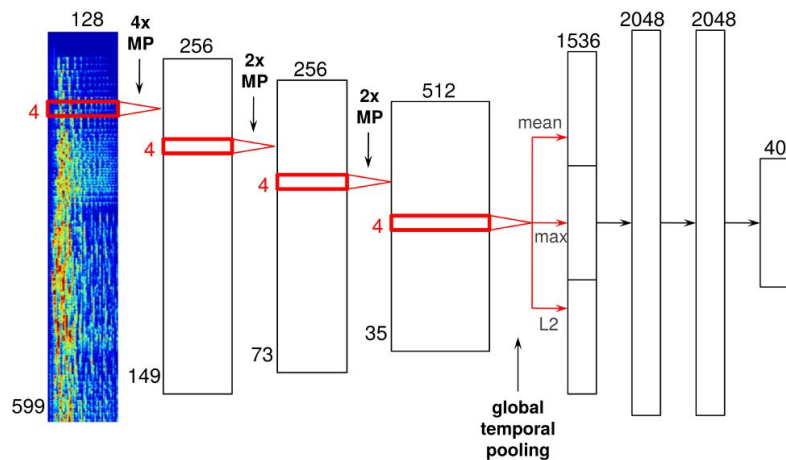 128
4x
MP
256
2x
MP
256
2x
MP
512
1536
2048
2048
40
4
4
4
4
mean
max
L2
599
149
73
35
global
temporal
pooling